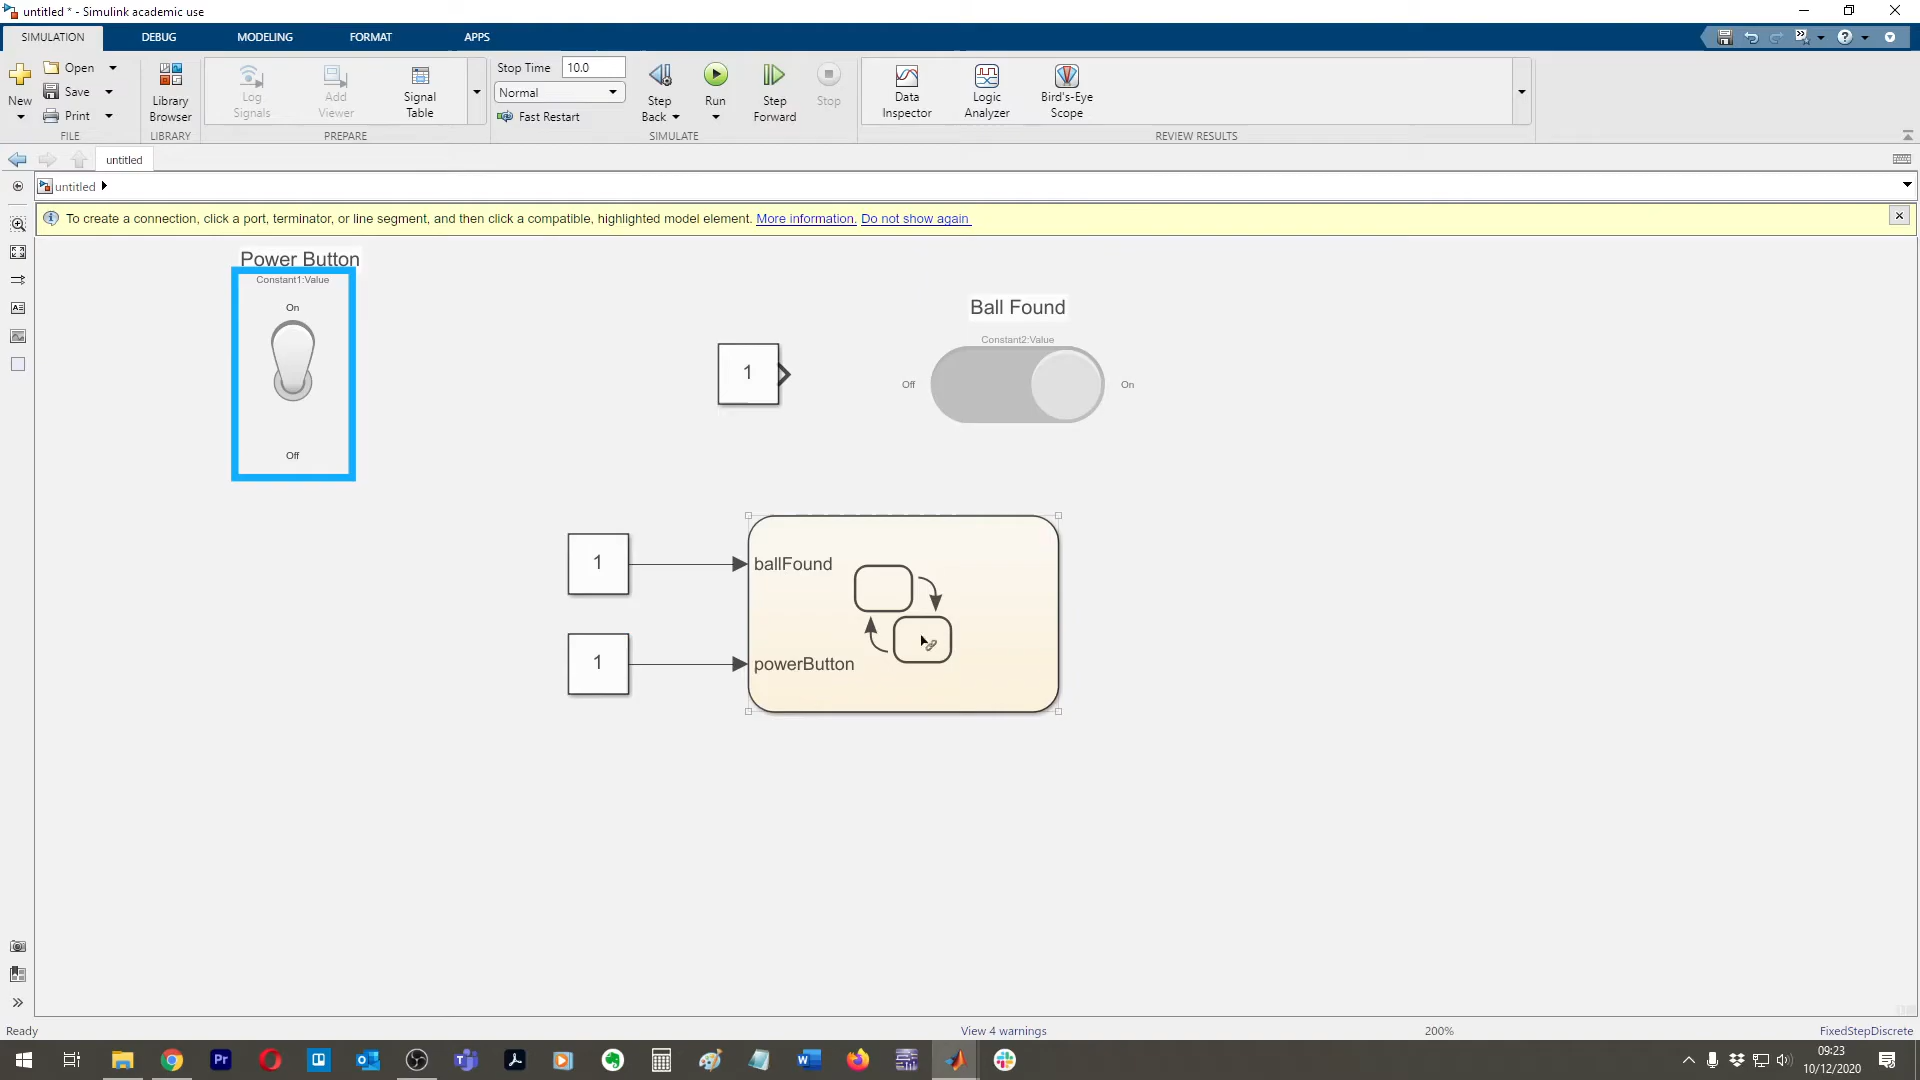 untitled * - Simulink academic use
SIMULATION
DEBUG
MODELING
FORMAT
APPS
New
Open
Save
Print
FILE
Library Browser
LIBRARY
Log Signals
Add Viewer
Signal Table
PREPARE
Stop Time 10.0
Normal
Fast Restart
Step Back
Run
Step Forward
Stop
SIMULATE
Data Inspector
Logic Analyzer
Bird's-Eye Scope
REVIEW RESULTS
untitled
untitled
To create a connection, click a port, terminator, or line segment, and then click a compatible, highlighted model element. More information. Do not show again
Power Button
Constant1:Value
On
Off
1
Ball Found
Constant2:Value
Off
On
1
ballFound
1
powerButton
Ready
View 4 warnings
200%
FixedStepDiscrete
Pr
09:23
10/12/2020